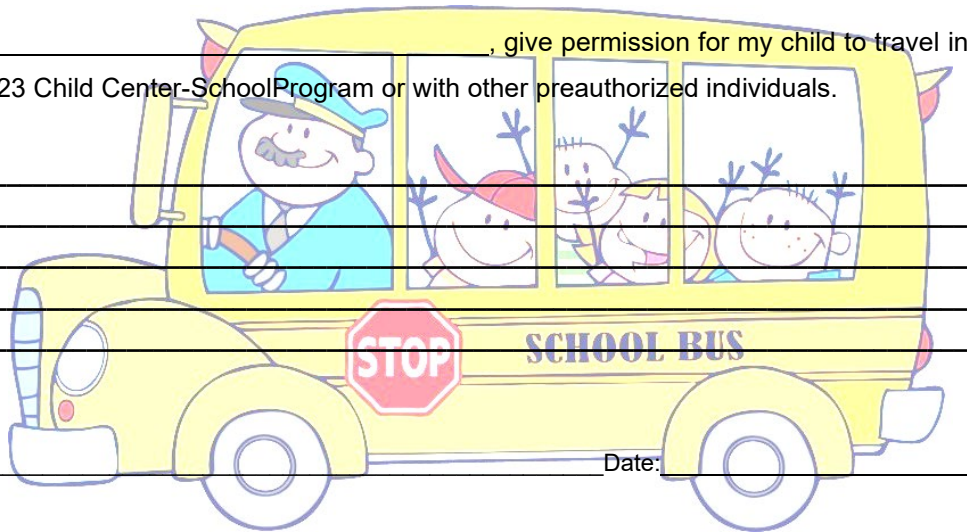 , give permission for my child to travel in
23 Child Center-SchoolProgram or with other preauthorized individuals.
STOP
SCHOOL BUS
Date: